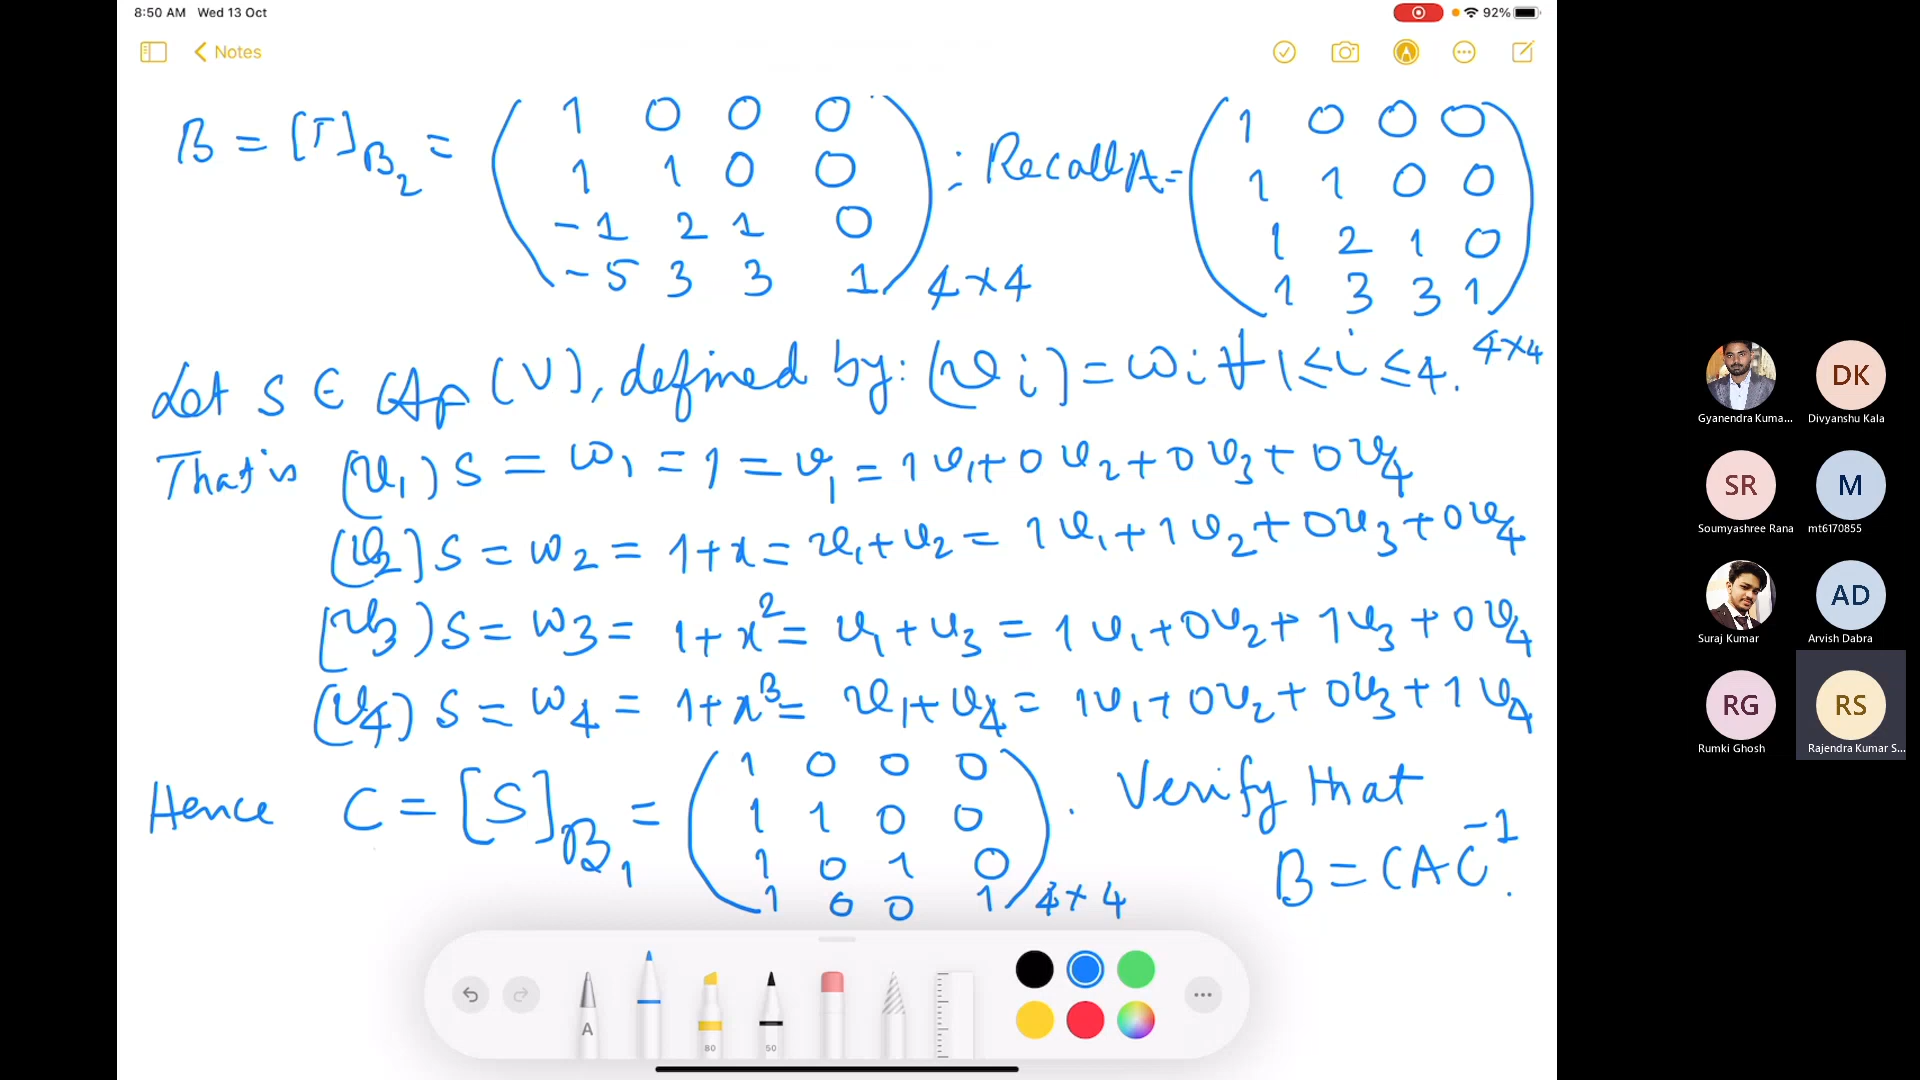 8:50 AM Wed 13 Oct
92%
Notes
B = [T]B₂ = ( 1 0 0 0 ; Recall A = ( 1 0 0 0
1 1 0 0 1 1 0 0
-1 2 1 0 1 2 1 0
-5 3 3 1 ) 4×4 1 3 3 1 ) 4×4
Let S ∈ (V), defined by: (vi) = wi ∀ 1 ≤ i ≤ 4.
That is (v₁)S = w₁ = 1 = v₁ = 1v₁ + 0v₂ + 0v₃ + 0v₄
(v₂)S = w₂ = 1+x = v₁+v₂ = 1v₁ + 1v₂ + 0v₃ + 0v₄
(v₃)S = w₃ = 1+x² = v₁+v₃ = 1v₁+0v₂+1v₃+0v₄
(v₄)S = w₄ = 1+x³ = v₁+v₄ = 1v₁+0v₂+0v₃+1v₄
Hence C = [S]B₁ = ( 1 0 0 0
1 1 0 0
1 0 1 0
1 0 0 1 ) 4×4 . Verify that
B = CAC⁻¹.
A
80
50
Gyanendra Kuma...
DK
Divyanshu Kala
SR
Soumyashree Rana
M
mt6170855
Suraj Kumar
AD
Arvish Dabra
RG
Rumki Ghosh
RS
Rajendra Kumar S...